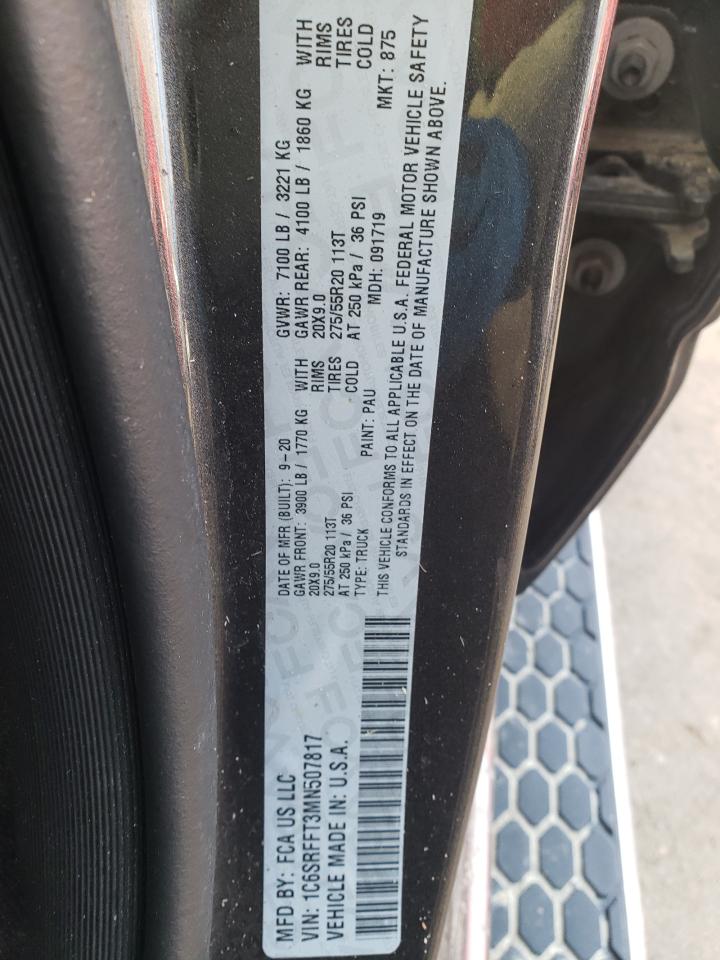 MFD BY: FCA US LLC
VIN: 1C6SRFFT3MN507817
VEHICLE MADE IN: U.S.A.
DATE OF MFR (BUILT): 9-20
GAWR FRONT: 3900 LB / 1770 KG WITH
20X9.0 RIMS
275/55R20 113T TIRES
AT 250 kPa / 36 PSI COLD
TYPE: TRUCK
GVWR: 7100 LB / 3221 KG
GAWR REAR: 4100 LB / 1860 KG WITH
20X9.0 RIMS
275/55R20 113T TIRES
AT 250 kPa / 36 PSI COLD
PAINT: PAU MDH: 091719 MKT: 875
THIS VEHICLE CONFORMS TO ALL APPLICABLE U.S.A. FEDERAL MOTOR VEHICLE SAFETY
STANDARDS IN EFFECT ON THE DATE OF MANUFACTURE SHOWN ABOVE.